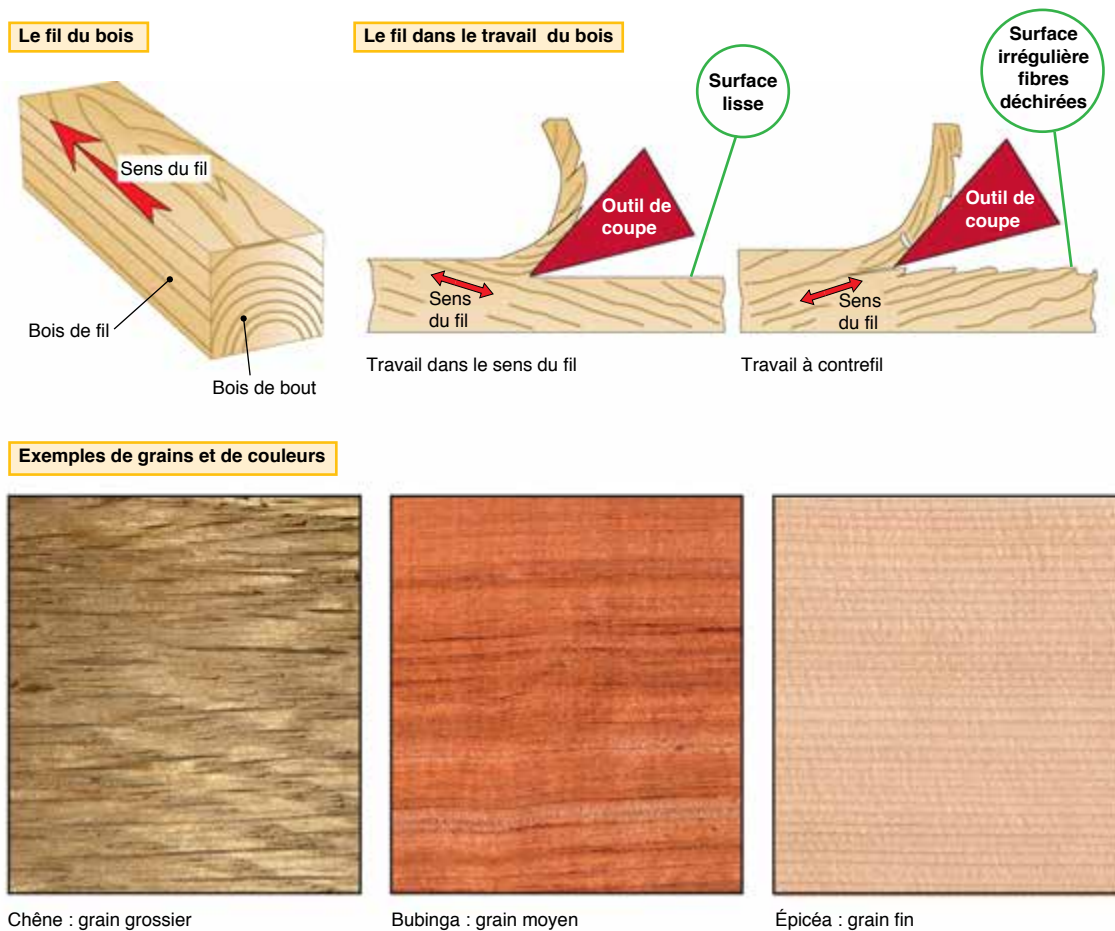 Le fil du bois
Sens du fil
Bois de fil
Bois de bout
Le fil dans le travail du bois
Surface
lisse
Outil de
coupe
Sens
du fil
Travail dans le sens du fil
Surface
irrégulière
fibres
déchirées
Outil de
coupe
Sens
du fil
Travail à contrefil
Exemples de grains et de couleurs
Chêne : grain grossier
Bubinga : grain moyen
Épicéa : grain fin